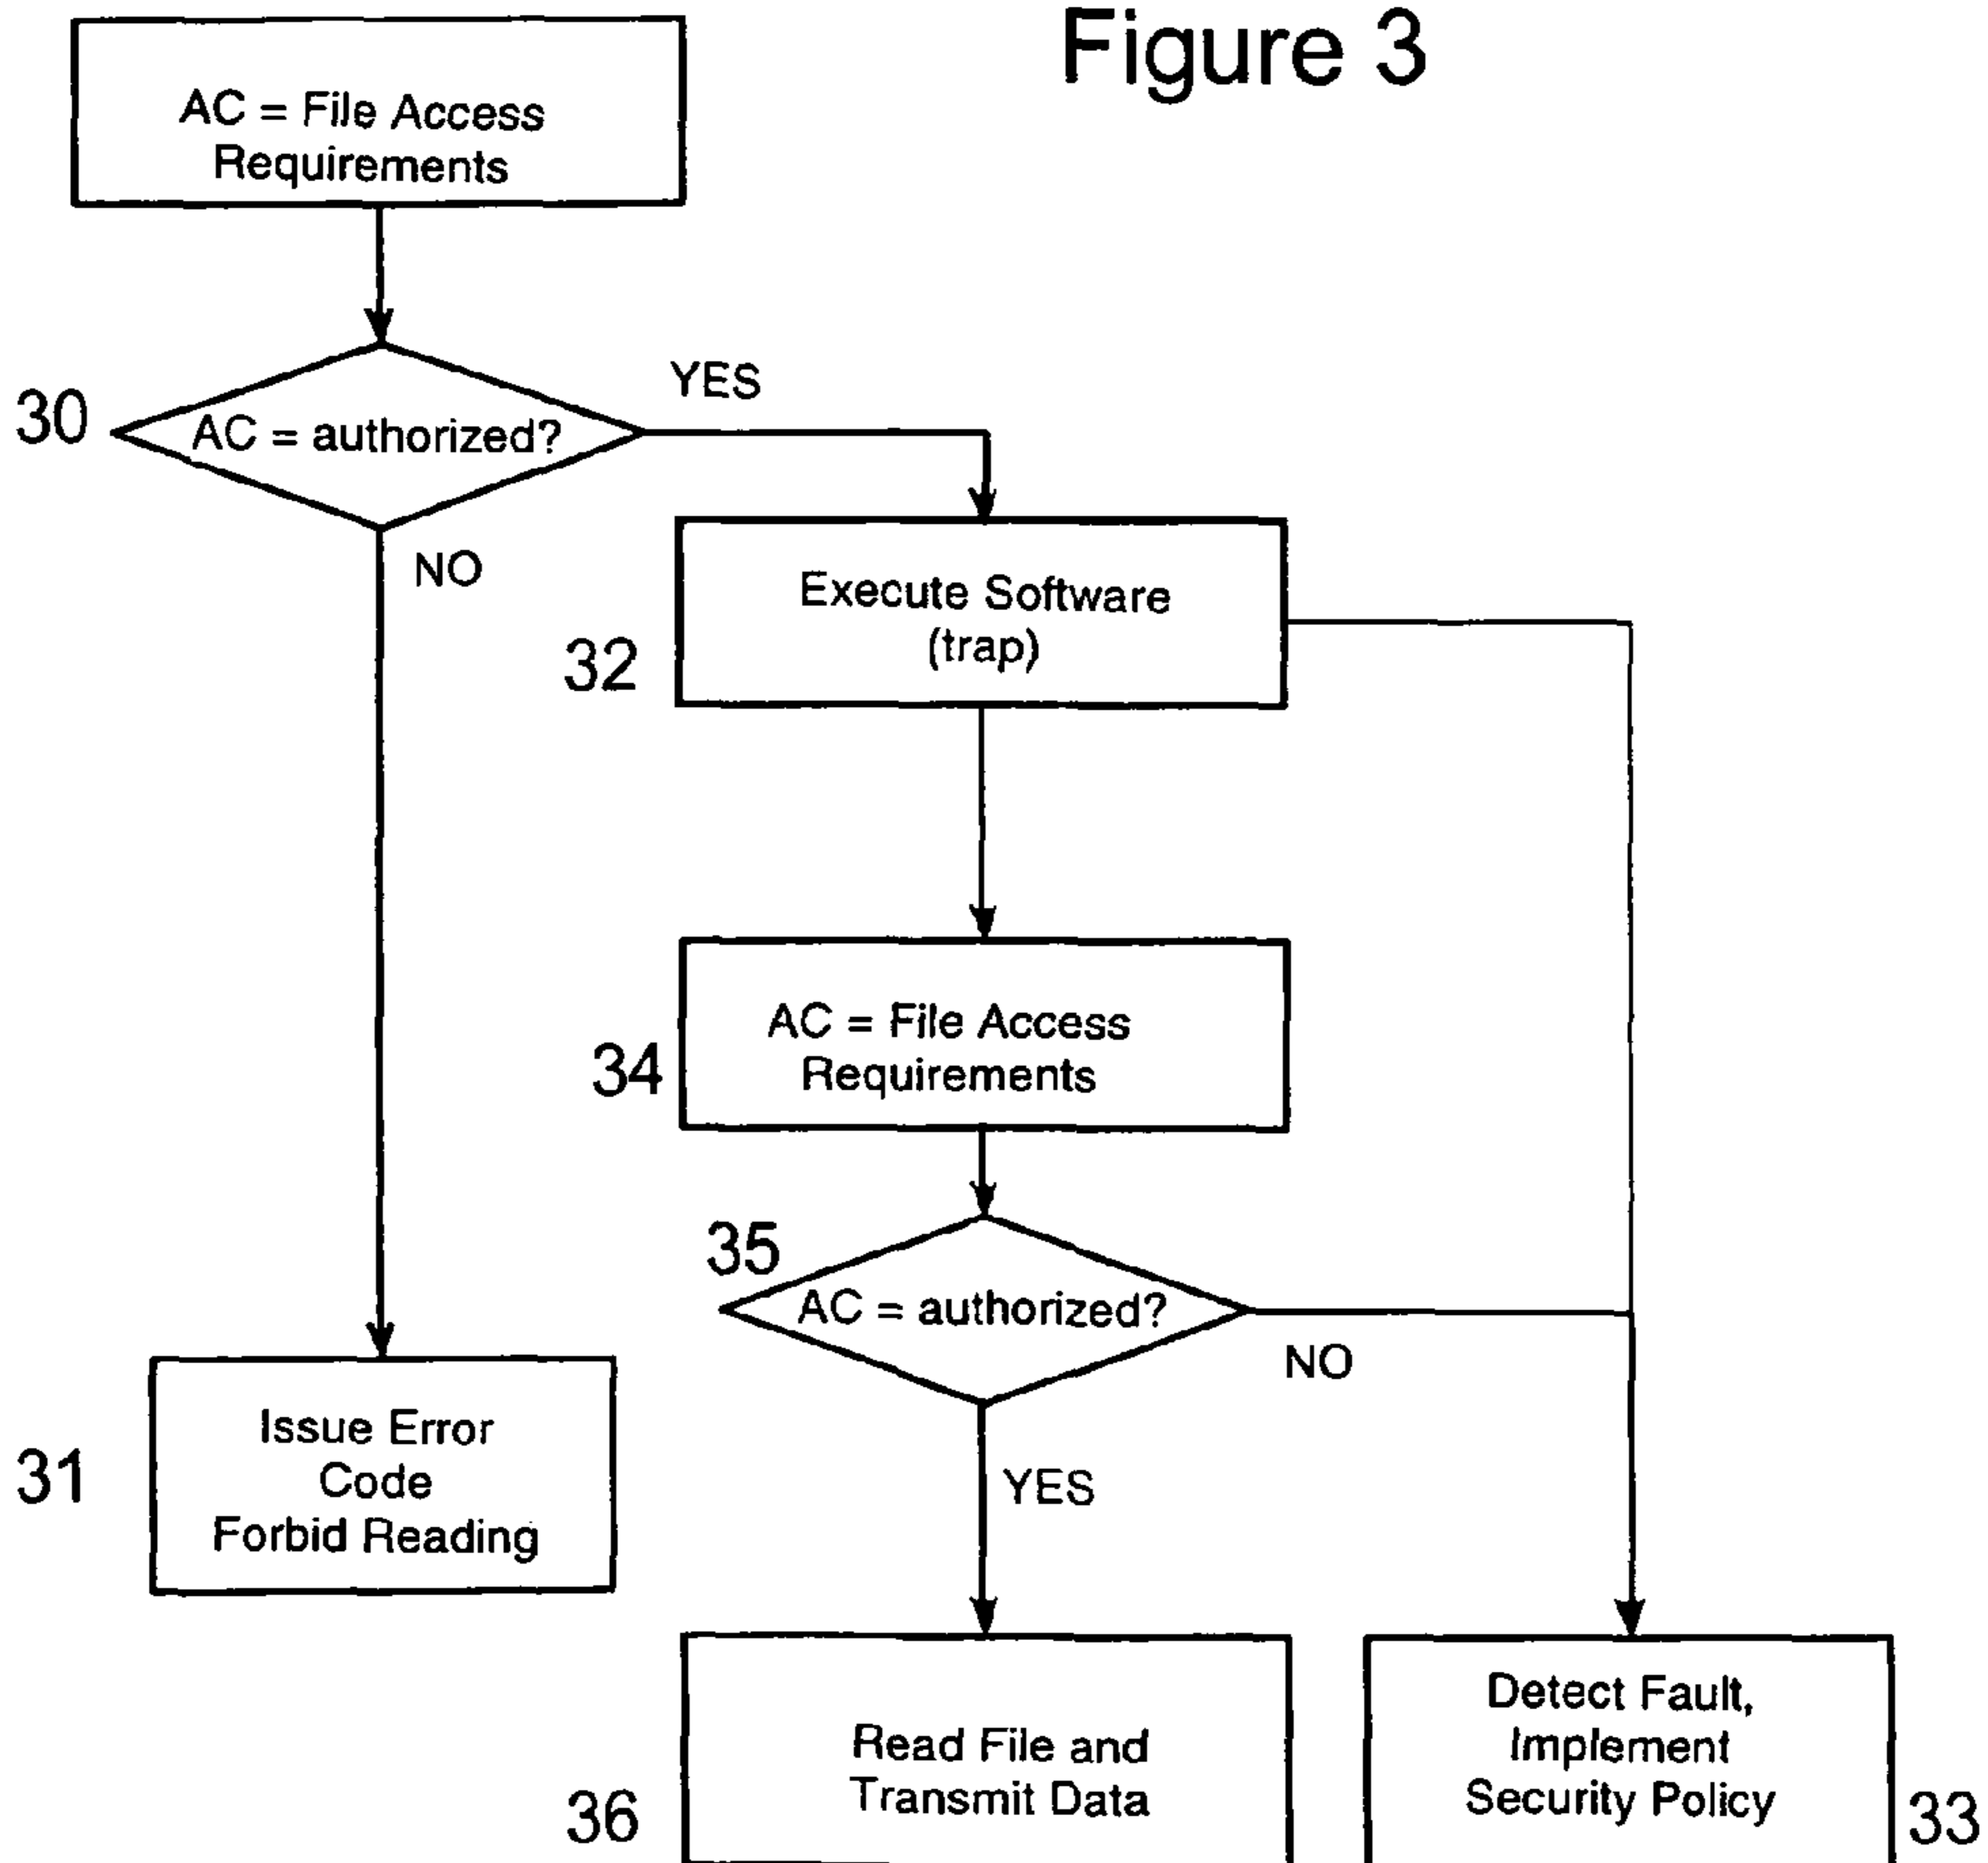 Figure 3
AC = File Access
Requirements
30
AC = authorized?
YES
NO
32
Execute Software
(trap)
34
AC = File Access
Requirements
35
AC = authorized?
NO
YES
31
Issue Error
Code
Forbid Reading
36
Read File and
Transmit Data
Detect Fault,
Implement
Security Policy
33